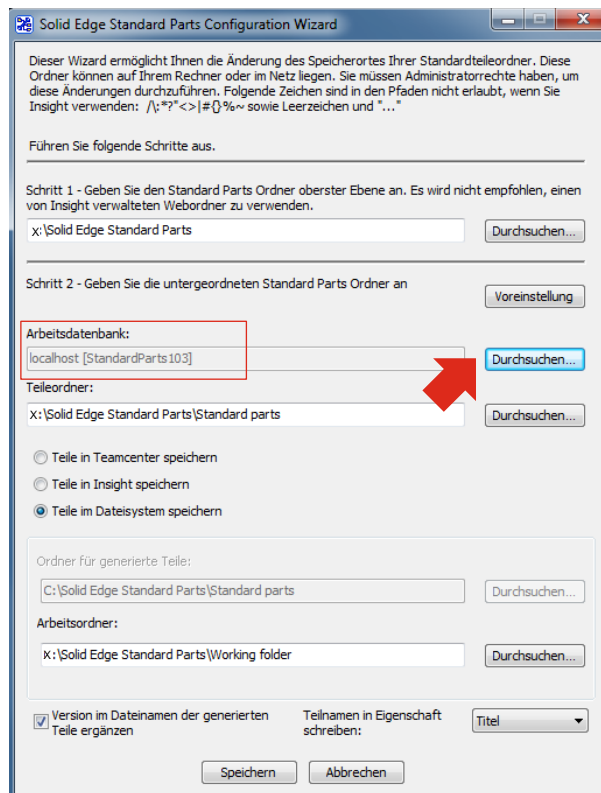 Solid Edge Standard Parts Configuration Wizard
Dieser Wizard ermöglicht Ihnen die Änderung des Speicherortes Ihrer Standardteileordner. Diese
Ordner können auf Ihrem Rechner oder im Netz liegen. Sie müssen Administratorrechte haben, um
diese Änderungen durchzuführen. Folgende Zeichen sind in den Pfaden nicht erlaubt, wenn Sie
Insight verwenden: /\:*?"<>|#{}%~ sowie Leerzeichen und "..."
Führen Sie folgende Schritte aus.
Schritt 1 - Geben Sie den Standard Parts Ordner oberster Ebene an. Es wird nicht empfohlen, einen
von Insight verwalteten Webordner zu verwenden.
x:\Solid Edge Standard Parts Durchsuchen...
Schritt 2 - Geben Sie die untergeordneten Standard Parts Ordner an
Voreinstellung
Arbeitsdatenbank:
localhost [StandardParts103] Durchsuchen...
Teileordner:
x:\Solid Edge Standard Parts\Standard parts Durchsuchen...
Teile in Teamcenter speichern
Teile in Insight speichern
Teile im Dateisystem speichern
Ordner für generierte Teile:
C:\Solid Edge Standard Parts\Standard parts Durchsuchen...
Arbeitsordner:
x:\Solid Edge Standard Parts\Working folder Durchsuchen...
Version im Dateinamen der generierten
Teile ergänzen
Teilnamen in Eigenschaft
schreiben:
Titel
Speichern Abbrechen